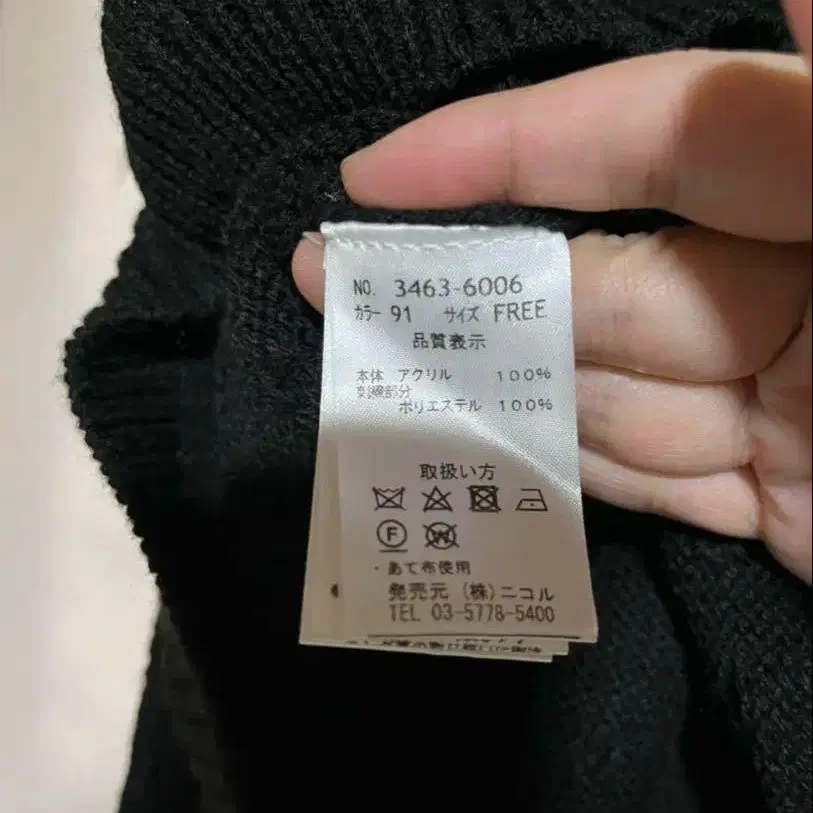 NO. 3463-6006
カラー 91 サイズ FREE
品質表示
本体 アクリル 100%
刺繍部分
ポリエステル 100%
取扱い方
F W
・あて布使用
発売元 (株)ニコル
TEL 03-5778-5400